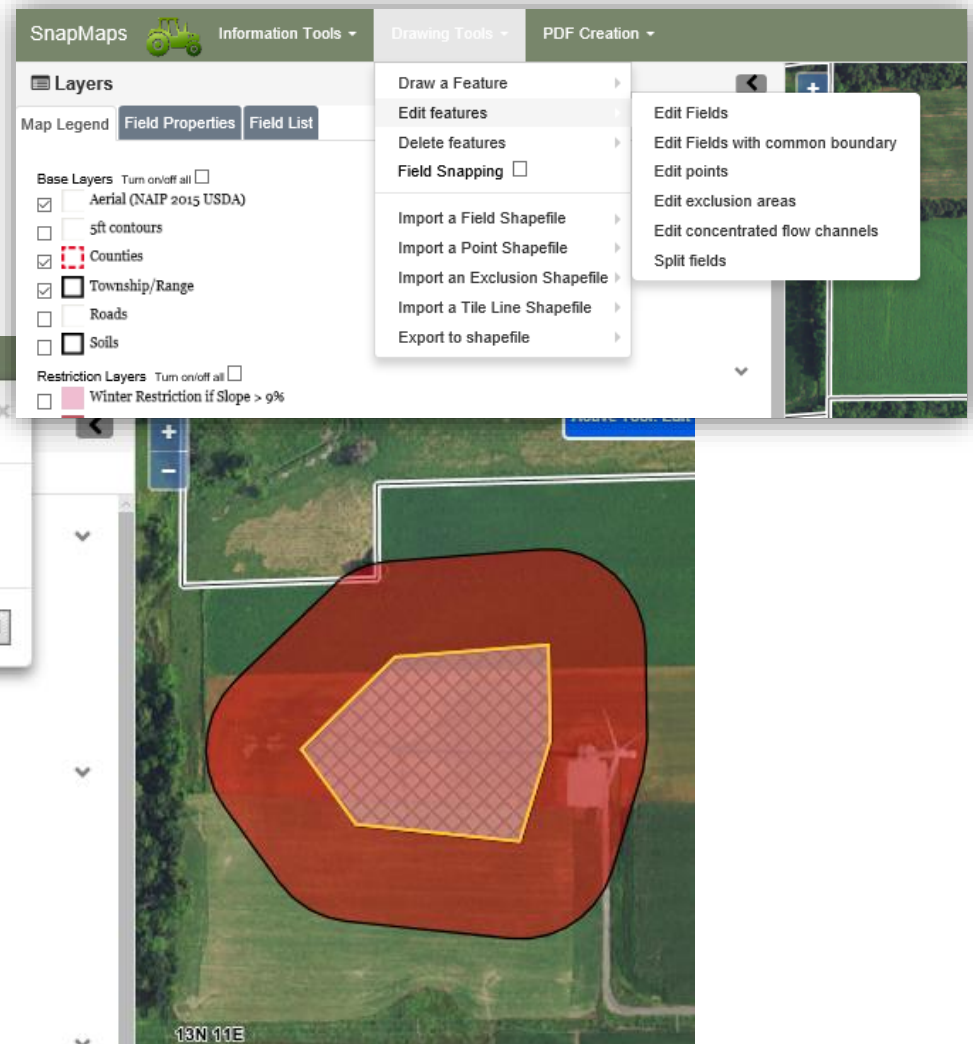 SnapMaps Information Tools Drawing Tools PDF Creation
Layers
Map Legend Field Properties Field List
Base Layers Turn on/off all
Aerial (NAIP 2015 USDA)
5ft contours
Counties
Township/Range
Roads
Soils
Restriction Layers Turn on/off all
Winter Restriction if Slope > 9%
Draw a Feature
Edit features
Delete features
Field Snapping
Import a Field Shapefile
Import a Point Shapefile
Import an Exclusion Shapefile
Import a Tile Line Shapefile
Export to shapefile
Edit Fields
Edit Fields with common boundary
Edit points
Edit exclusion areas
Edit concentrated flow channels
Split fields
+
+
−
13N 11E